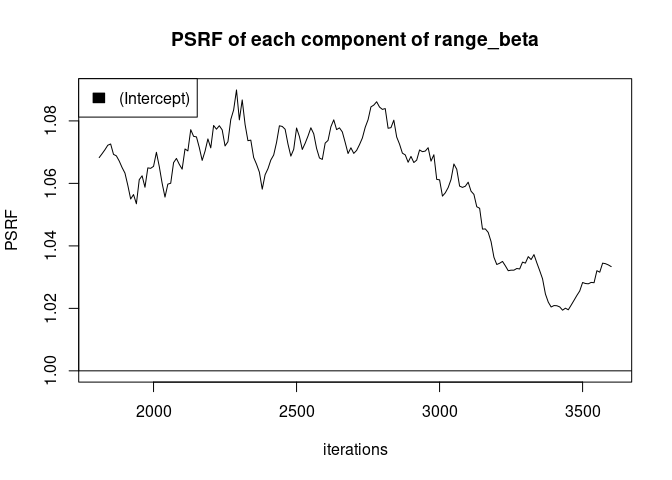 PSRF of each component of range_beta
(Intercept)
PSRF
1.08
1.06
1.04
1.02
1.00
2000 2500 3000 3500
iterations